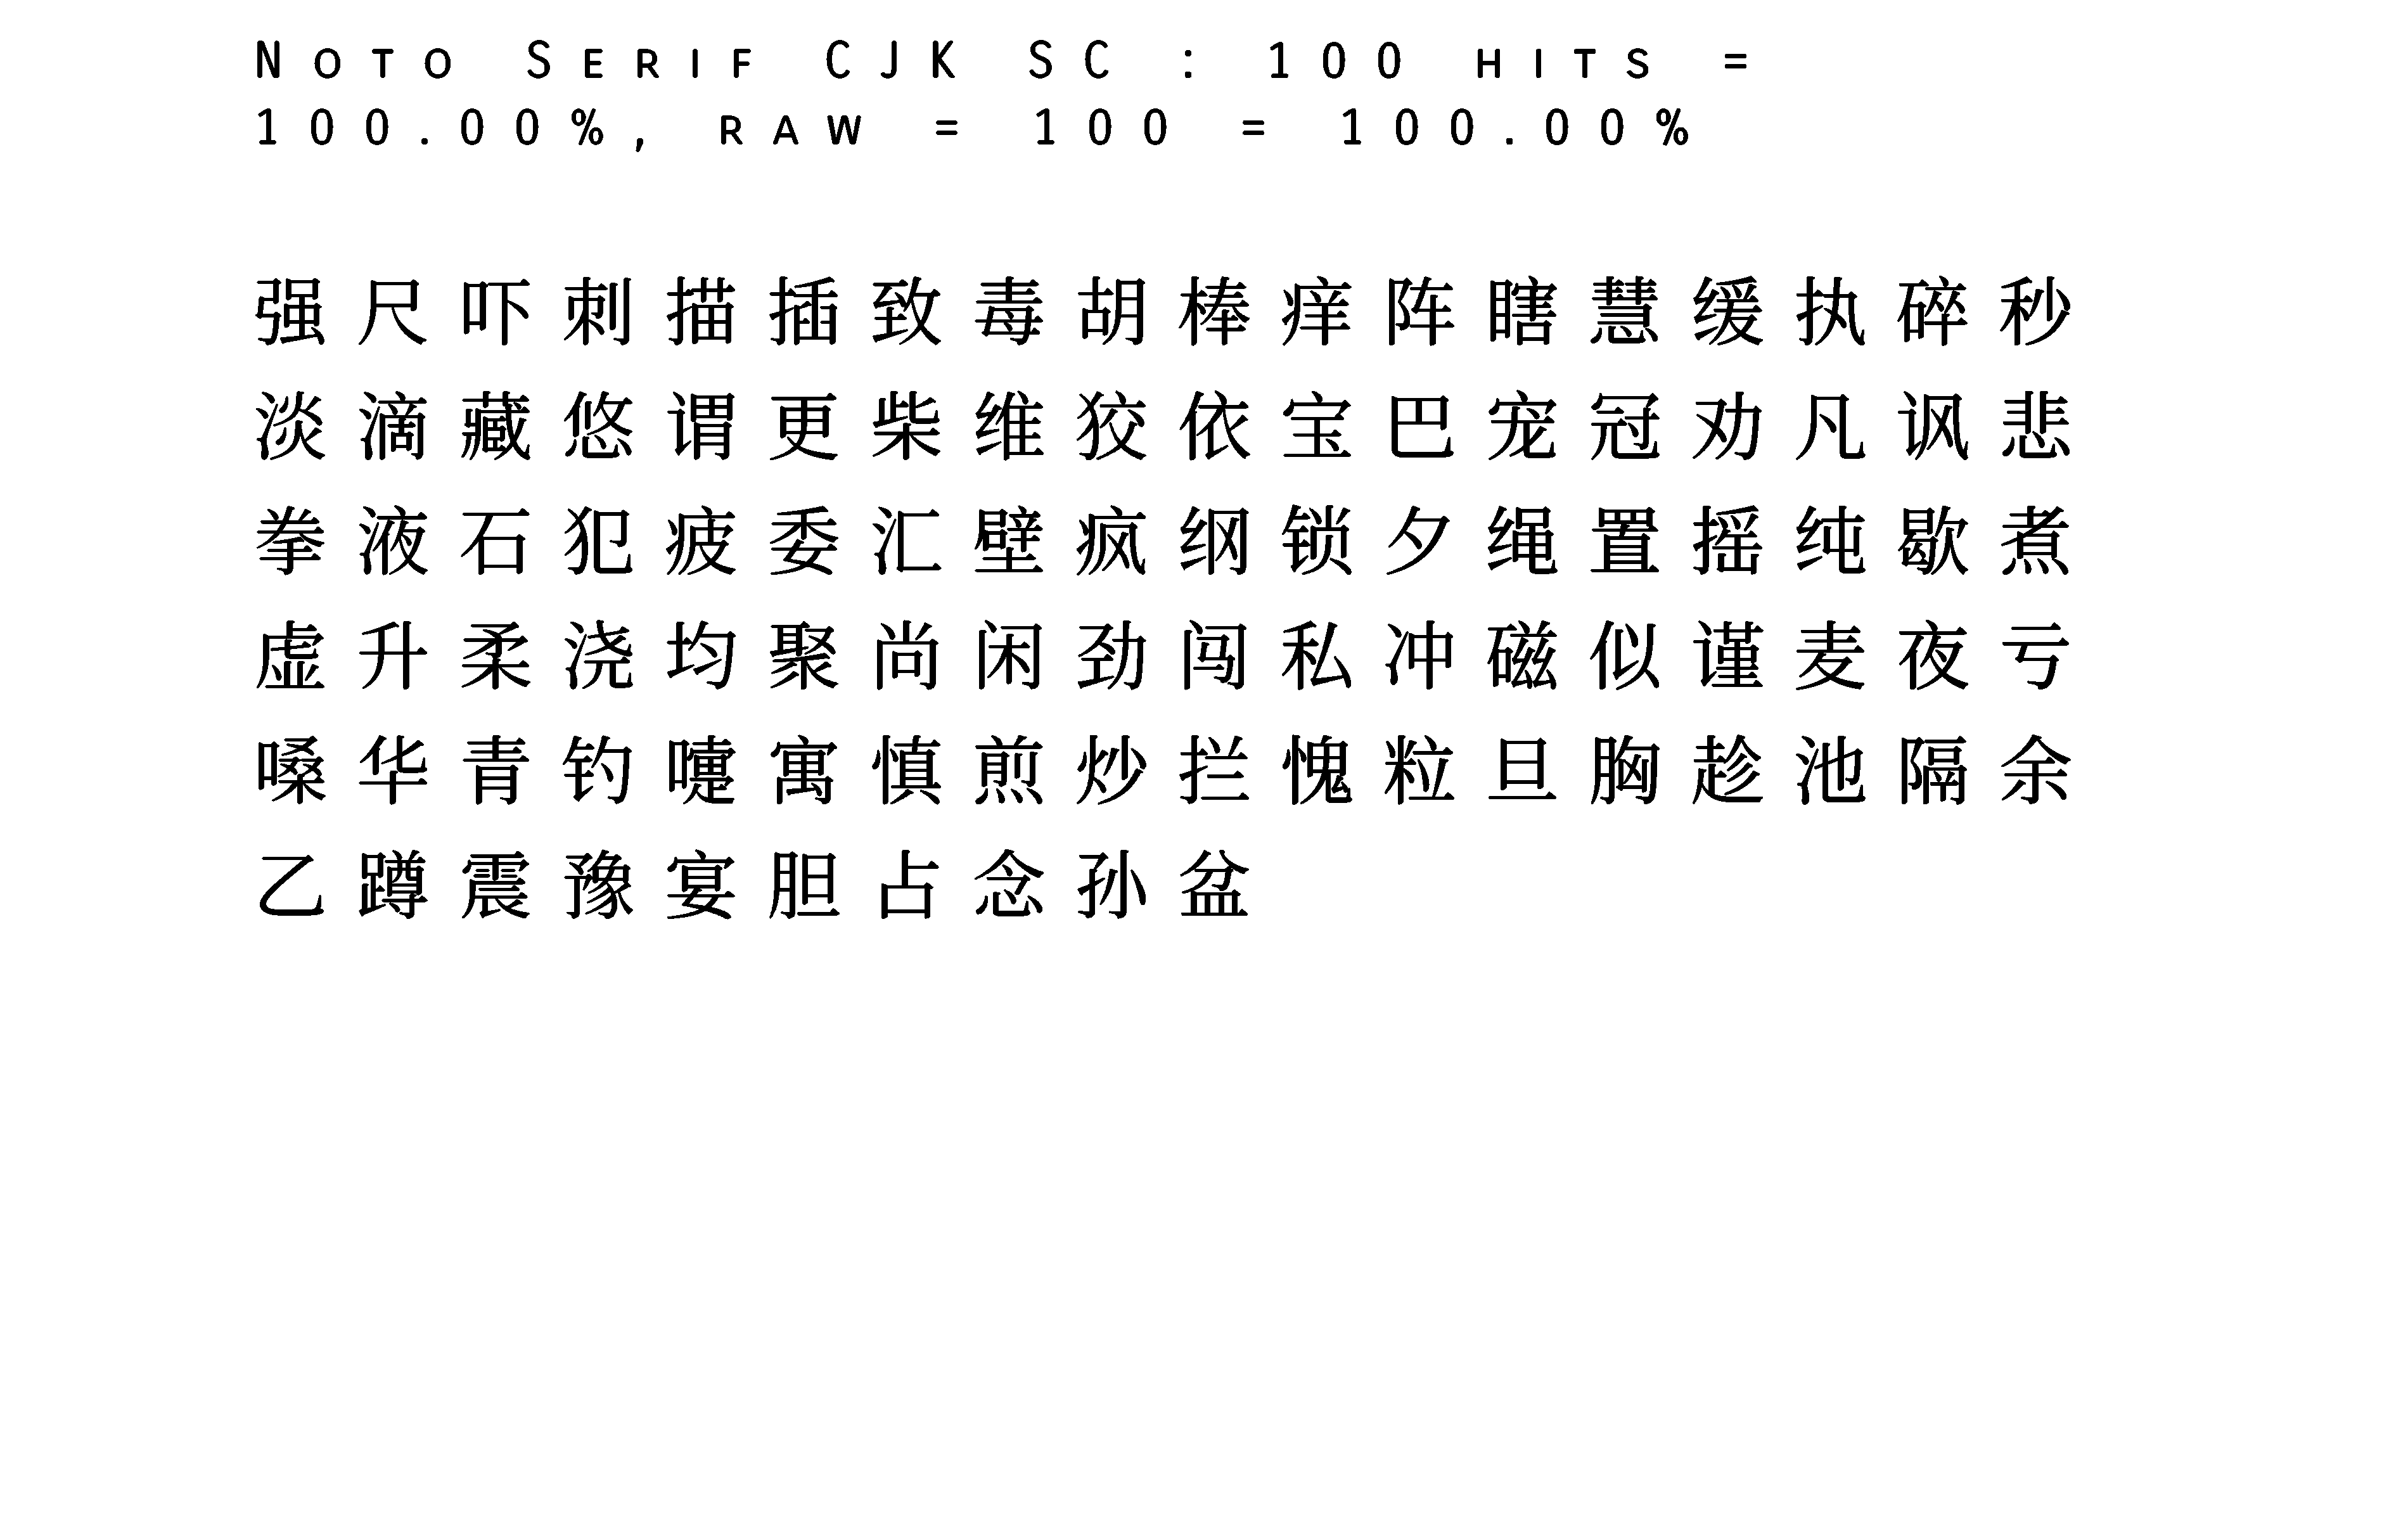 Noto Serif CJK SC : 100 hits =
100.00%, raw = 100 = 100.00%
强尺吓刺描插致毒胡棒痒阵瞎慧缓执碎秒
淡滴藏悠谓更柴维狡依宝巴宠冠劝凡讽悲
拳液石犯疲委汇壁疯纲锁夕绳置摇纯歇煮
虚升柔浇均聚尚闲劲闯私冲磁似谨麦夜亏
嗓华青钓嚏寓慎煎炒拦愧粒旦胸趁池隔余
乙蹲震豫宴胆占念孙盆